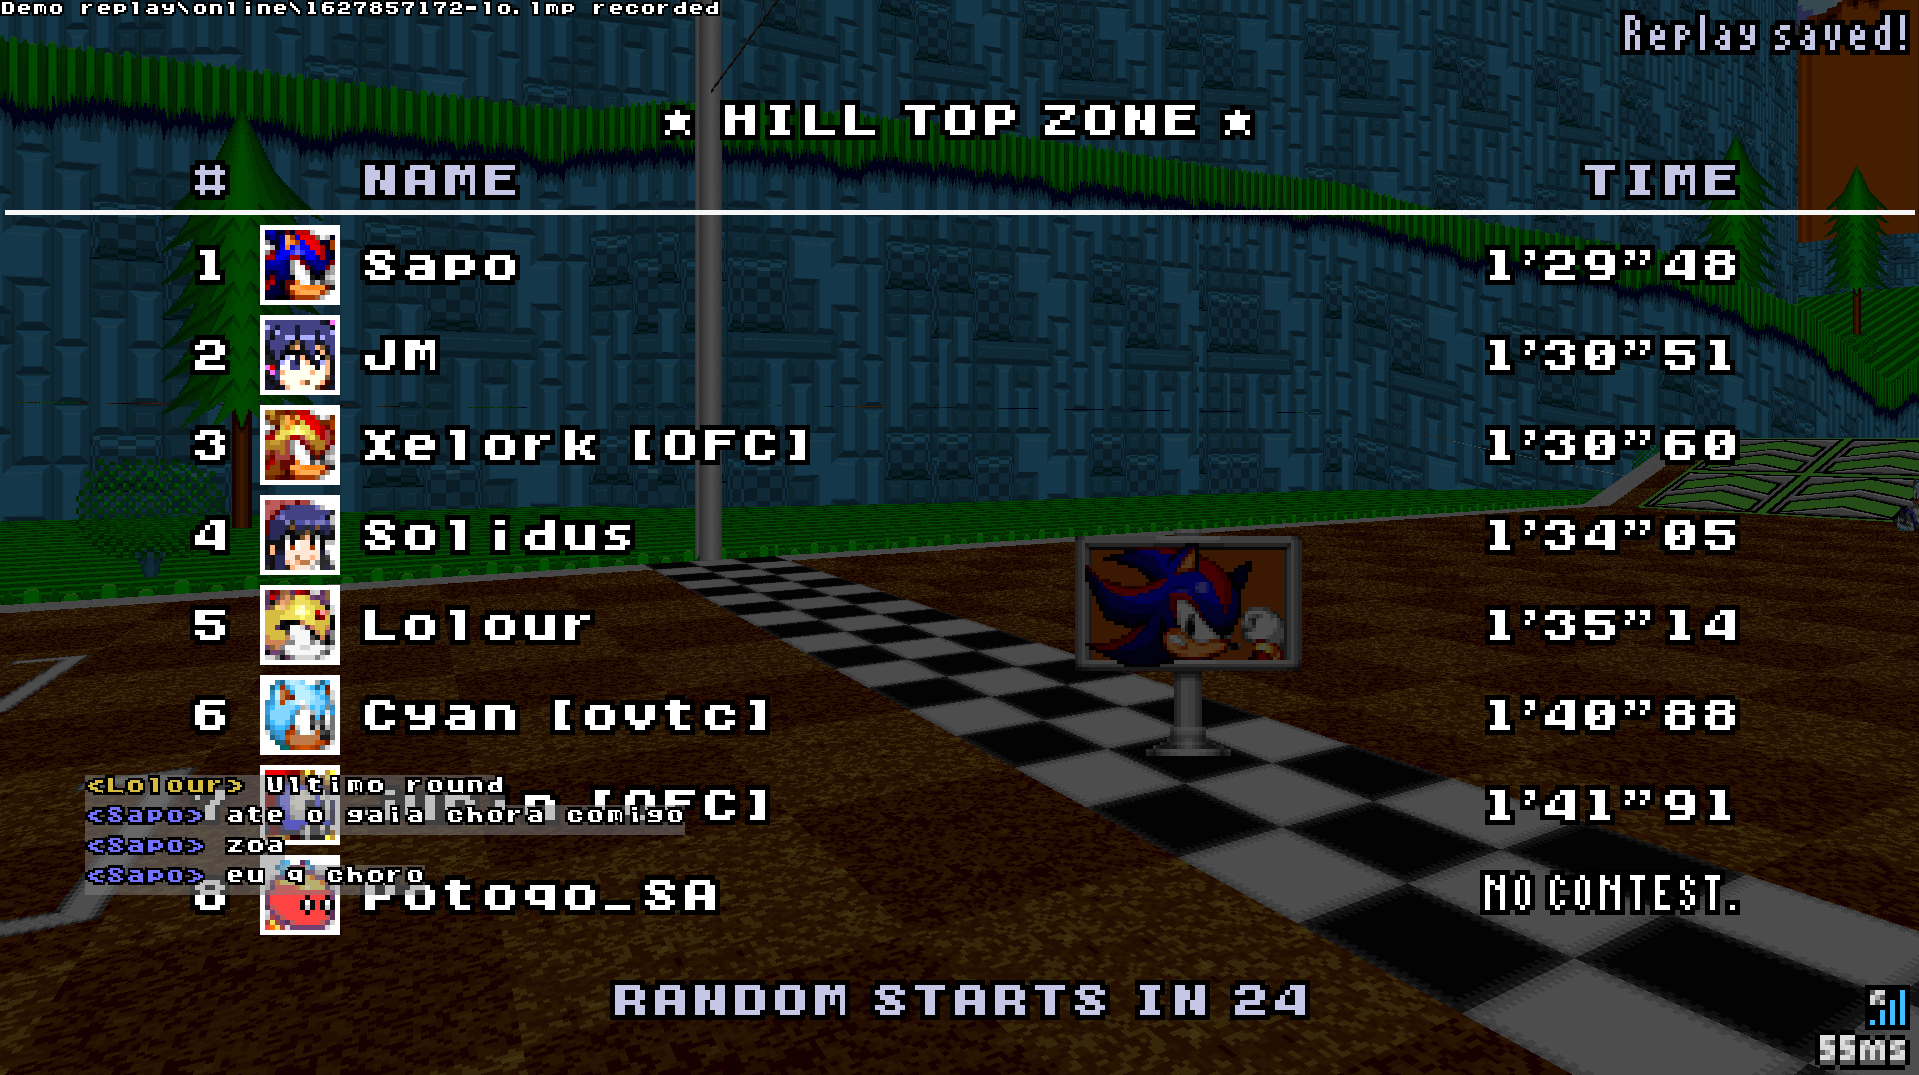 Demo replay\online\1627857172-lo.lmp recorded
Replay saved!
★ HILL TOP ZONE ★
# NAME TIME
1 Sapo 1'29"48
2 JM 1'30"51
3 Xelork [OFC] 1'30"60
4 Solidus 1'34"05
5 Lolour 1'35"14
6 Cyan [ovtc] 1'40"88
<Lolour> Ultimo round
[OFC] 1'41"91
<Sapo> ate o gaia chora comigo
<Sapo> zoa
<Sapo> eu q choro
8 Potoqo_SA NO CONTEST.
RANDOM STARTS IN 24
55ms